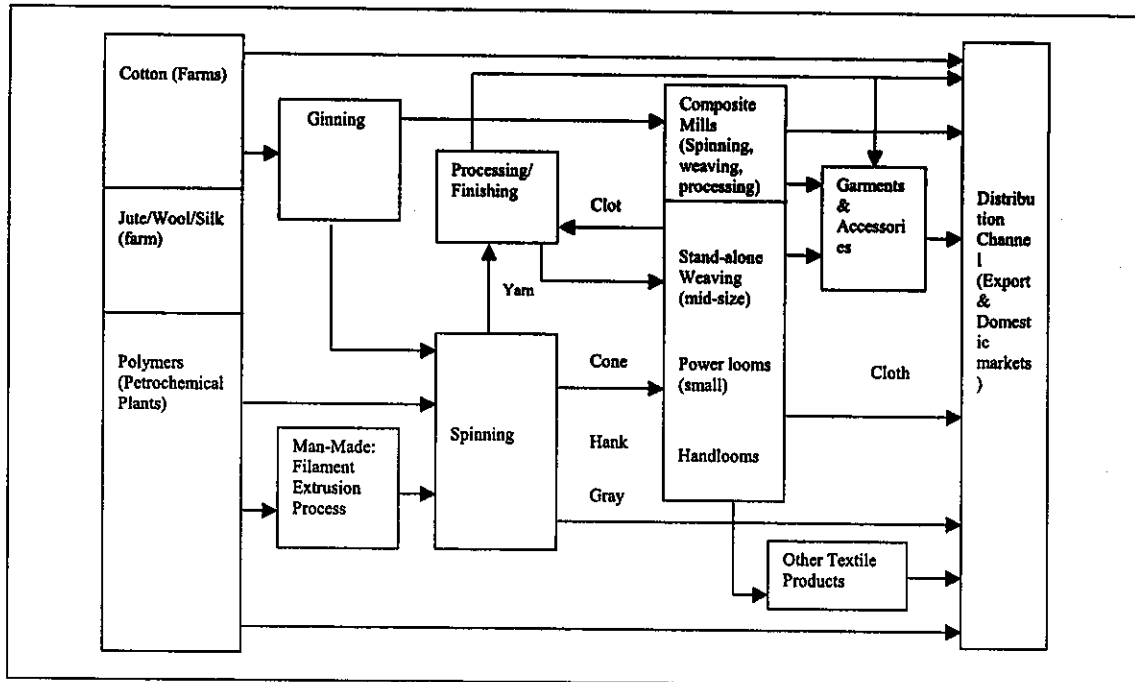 Cotton (Farms)
Jute/Wool/Silk
(farm)
Polymers
(Petrochemical
Plants)
Ginning
Man-Made:
Filament
Extrusion
Process
Processing/
Finishing
Yarn
Spinning
Clot
Cone
Hank
Gray
Composite
Mills
(Spinning,
weaving,
processing)
Stand-alone
Weaving
(mid-size)
Power looms
(small)
Handlooms
Garments
&
Accessori
es
Cloth
Other Textile
Products
Distribu
tion
Channe
l
(Export
&
Domest
ic
markets
)